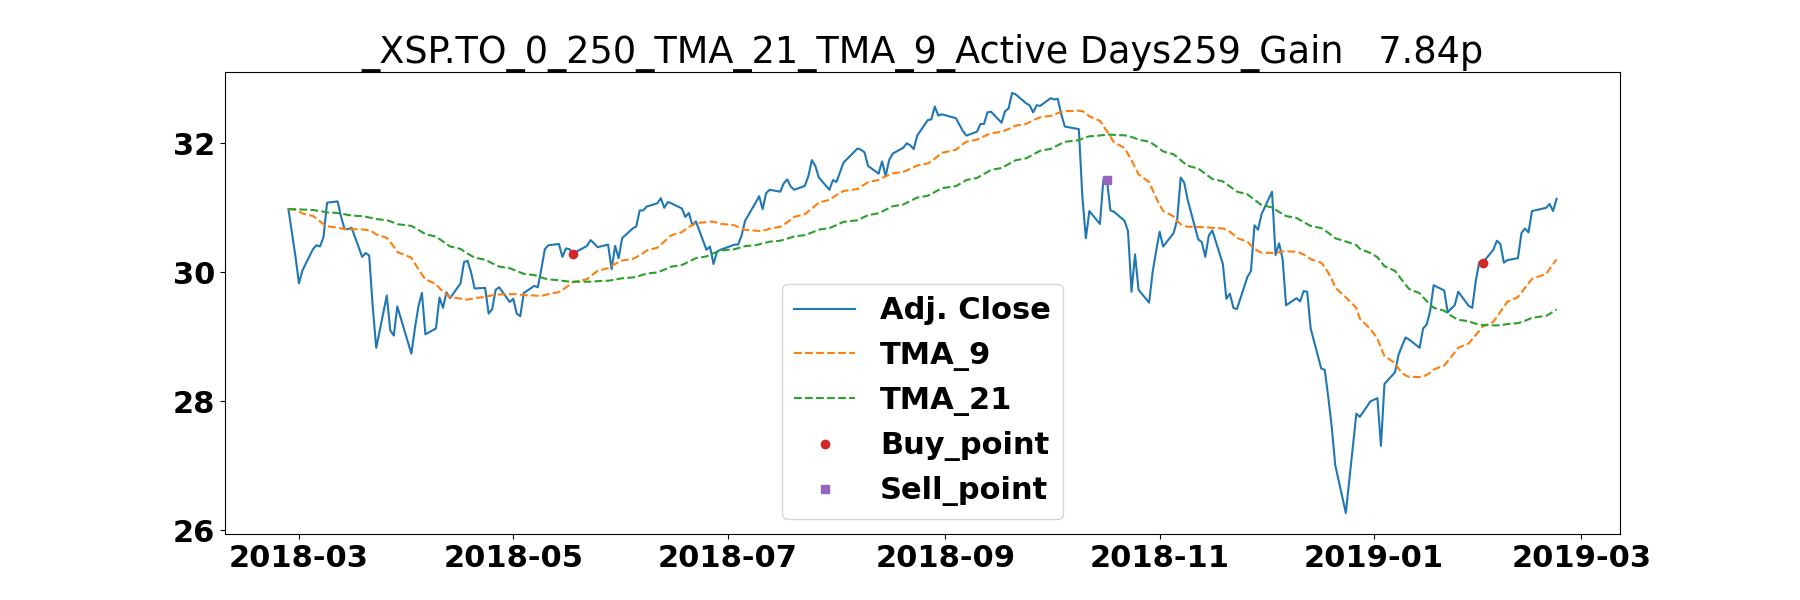 _XSP.TO_0_250_TMA_21_TMA_9_Active Days259_Gain   7.84p
32
30
28
26
Adj. Close
TMA_9
TMA_21
Buy_point
Sell_point
2018-03 2018-05 2018-07 2018-09 2018-11 2019-01 2019-03